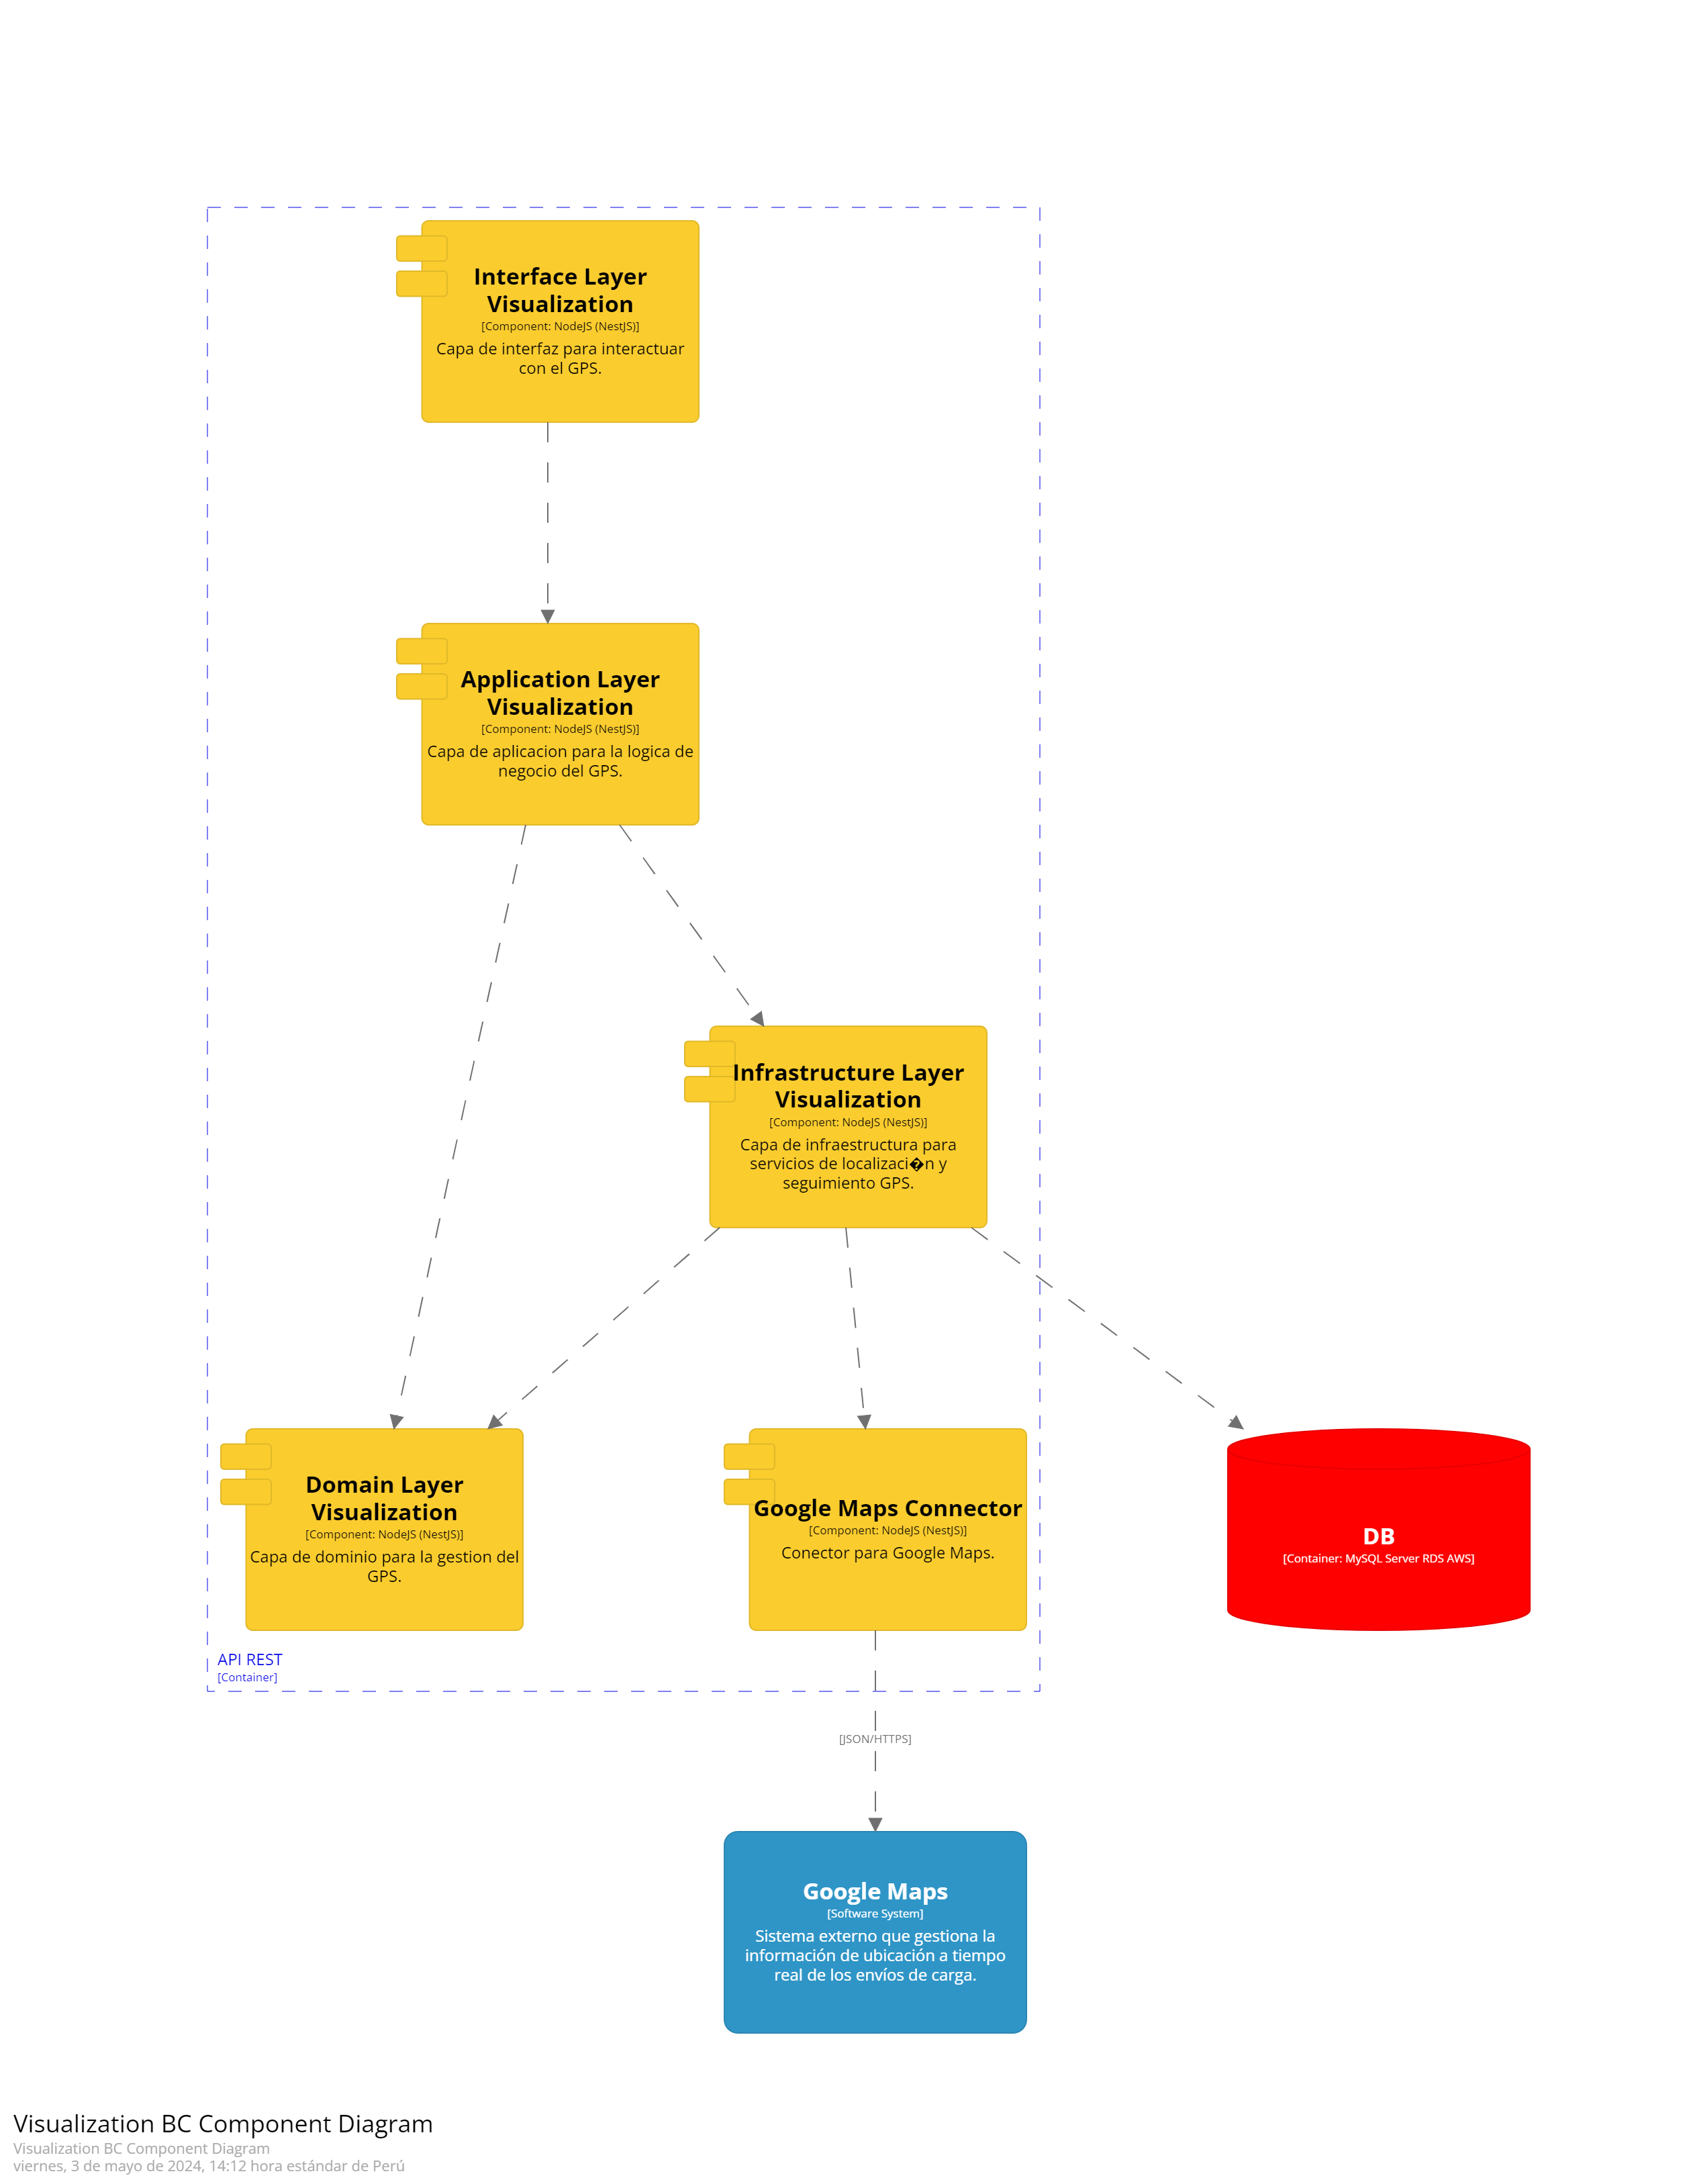 Interface Layer
Visualization
[Component: NodeJS (NestJS)]
Capa de interfaz para interactuar
con el GPS.
Application Layer
Visualization
[Component: NodeJS (NestJS)]
Capa de aplicacion para la logica de
negocio del GPS.
Infrastructure Layer
Visualization
[Component: NodeJS (NestJS)]
Capa de infraestructura para
servicios de localizaci�n y
seguimiento GPS.
Domain Layer
Visualization
[Component: NodeJS (NestJS)]
Capa de dominio para la gestion del
GPS.
Google Maps Connector
[Component: NodeJS (NestJS)]
Conector para Google Maps.
DB
[Container: MySQL Server RDS AWS]
API REST
[Container]
[JSON/HTTPS]
Google Maps
[Software System]
Sistema externo que gestiona la
información de ubicación a tiempo
real de los envíos de carga.
Visualization BC Component Diagram
Visualization BC Component Diagram
viernes, 3 de mayo de 2024, 14:12 hora estándar de Perú